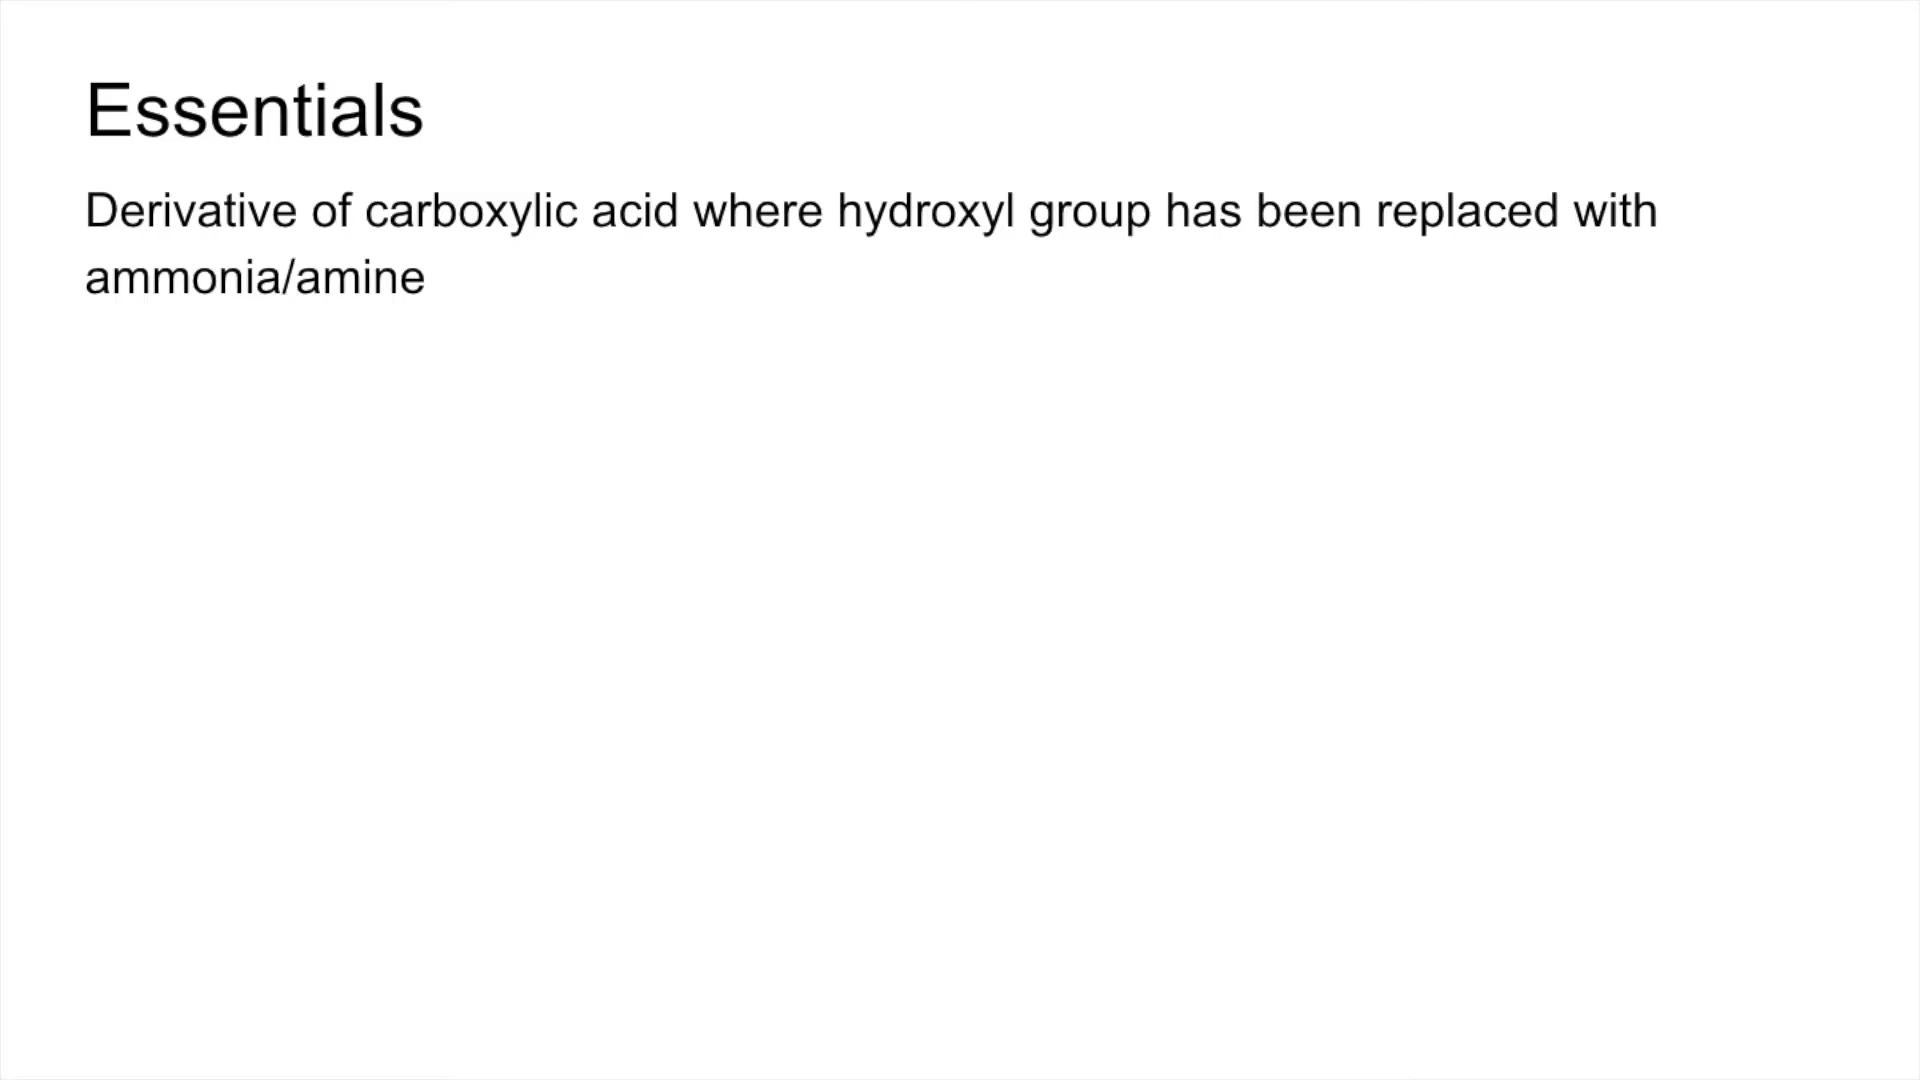 Essentials
Derivative of carboxylic acid where hydroxyl group has been replaced with
ammonia/amine